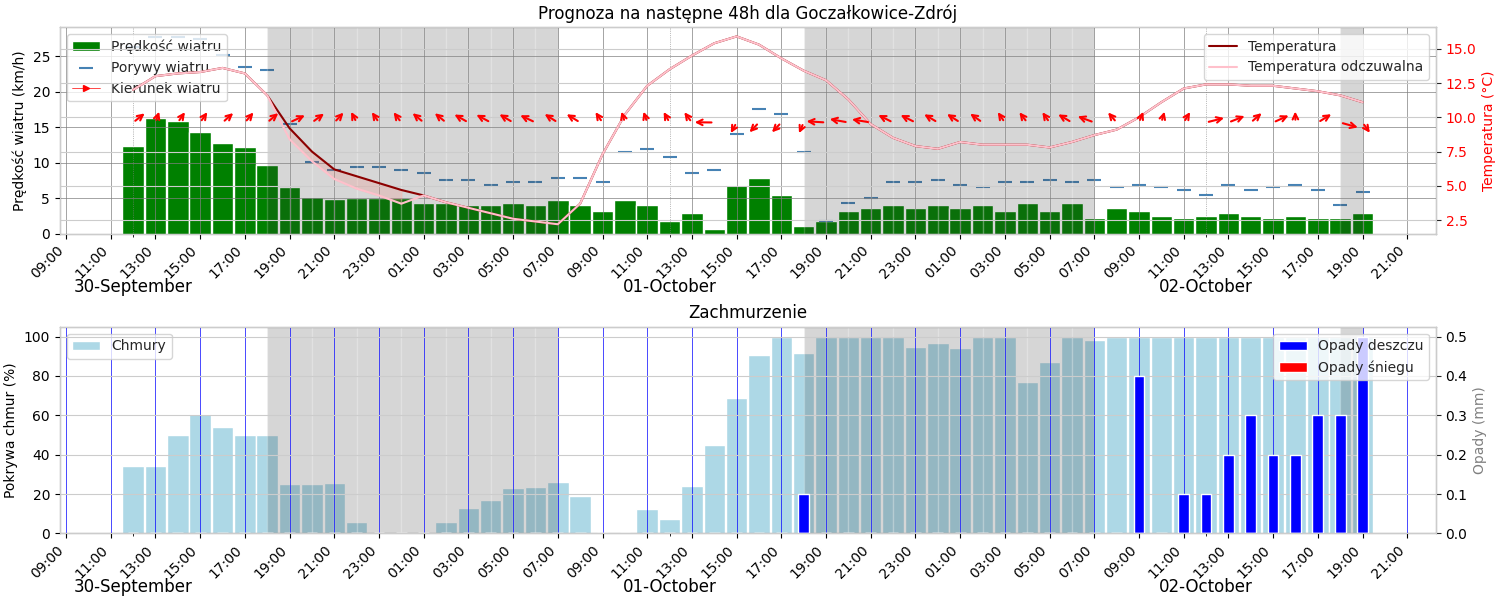 Prognoza na następne 48h dla Goczałkowice-Zdrój
Prędkość wiatru
Porywy wiatru
Kierunek wiatru
Temperatura
Temperatura odczuwalna
Prędkość wiatru (km/h)
25
20
15
10
5
0
15.0
12.5
10.0
7.5
5.0
2.5
Temperatura (°C)
09:00 11:00 13:00 15:00 17:00 19:00 21:00 23:00 01:00 03:00 05:00 07:00 09:00 11:00 13:00 15:00 17:00 19:00 21:00 23:00 01:00 03:00 05:00 07:00 09:00 11:00 13:00 15:00 17:00 19:00 21:00
30-September 01-October 02-October
Zachmurzenie
Chmury
Opady deszczu
Opady śniegu
Pokrywa chmur (%)
100
80
60
40
20
0
0.5
0.4
0.3
0.2
0.1
0.0
Opady (mm)
09:00 11:00 13:00 15:00 17:00 19:00 21:00 23:00 01:00 03:00 05:00 07:00 09:00 11:00 13:00 15:00 17:00 19:00 21:00 23:00 01:00 03:00 05:00 07:00 09:00 11:00 13:00 15:00 17:00 19:00 21:00
30-September 01-October 02-October